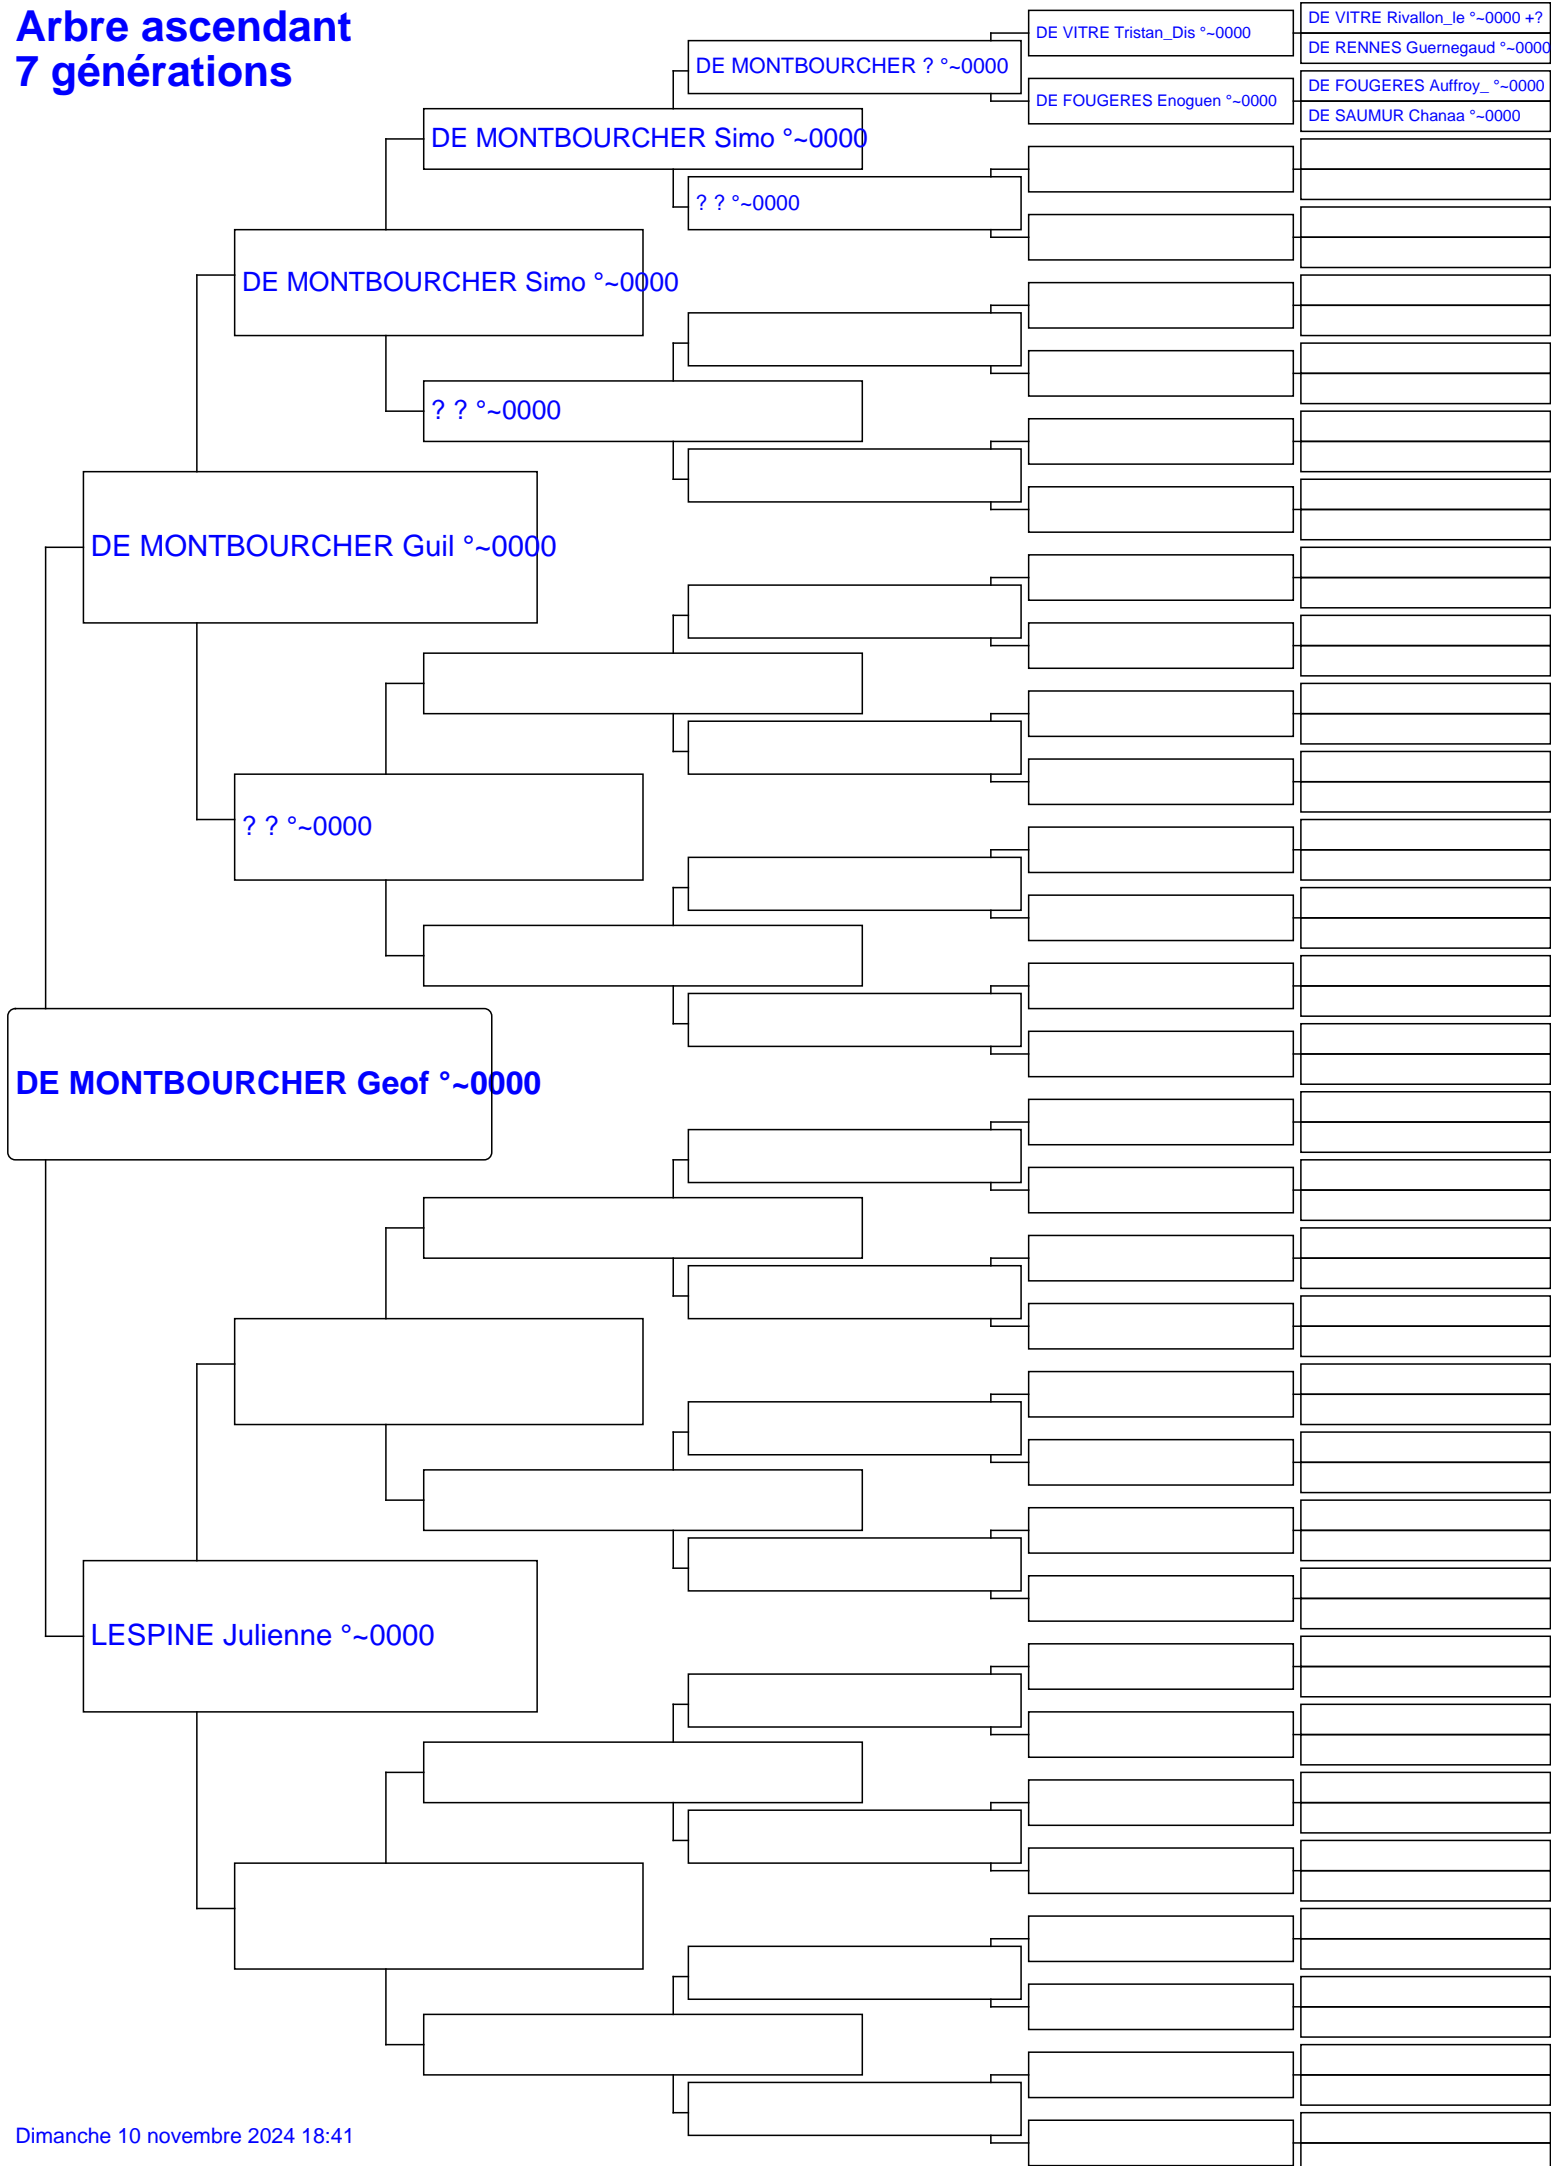 Arbre ascendant
7 générations
DE VITRE Rivallon_le °~0000 +?
DE VITRE Tristan_Dis °~0000
DE RENNES Guernegaud °~0000
DE MONTBOURCHER ? °~0000
DE FOUGERES Auffroy_ °~0000
DE FOUGERES Enoguen °~0000
DE SAUMUR Chanaa °~0000
DE MONTBOURCHER Simo °~0000
? ? °~0000
DE MONTBOURCHER Simo °~0000
? ? °~0000
DE MONTBOURCHER Guil °~0000
? ? °~0000
DE MONTBOURCHER Geof °~0000
LESPINE Julienne °~0000
Dimanche 10 novembre 2024 18:41